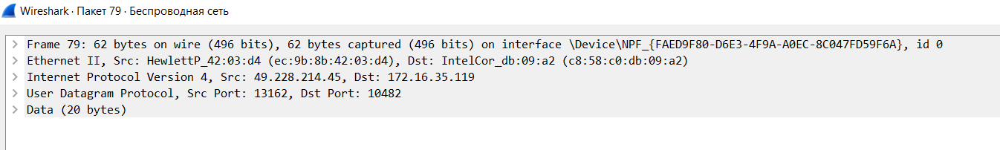 Wireshark · Пакет 79 · Беспроводная сеть
Frame 79: 62 bytes on wire (496 bits), 62 bytes captured (496 bits) on interface \Device\NPF_{FAED9F80-D6E3-4F9A-A0EC-8C047FD59F6A}, id 0
Ethernet II, Src: HewlettP_42:03:d4 (ec:9b:8b:42:03:d4), Dst: IntelCor_db:09:a2 (c8:58:c0:db:09:a2)
Internet Protocol Version 4, Src: 49.228.214.45, Dst: 172.16.35.119
User Datagram Protocol, Src Port: 13162, Dst Port: 10482
Data (20 bytes)